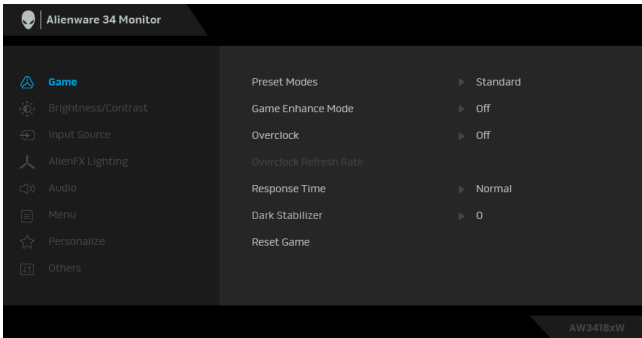 Alienware 34 Monitor
Game
Preset Modes Standard
Brightness/Contrast
Game Enhance Mode Off
Input Source
Overclock Off
AlienFX Lighting
Overclock Refresh Rate
Audio
Response Time Normal
Menu
Dark Stabilizer 0
Personalize
Reset Game
Others
AW3418xW